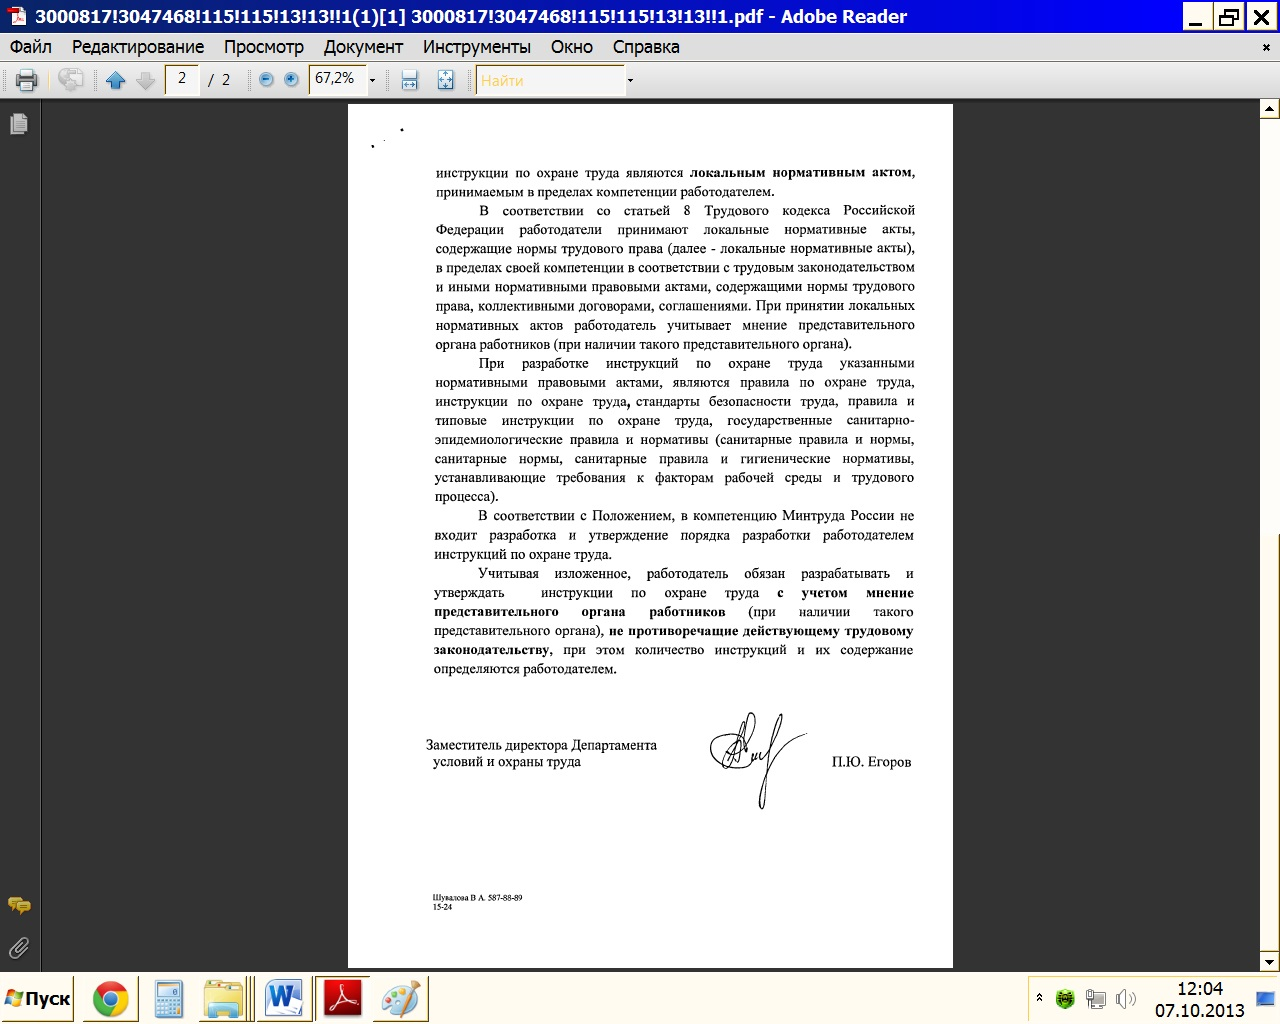 3000817!3047468!115!115!13!13!!1(1)[1] 3000817!3047468!115!115!13!13!!1.pdf - Adobe Reader
Файл Редактирование Просмотр Документ Инструменты Окно Справка
2 / 2 67,2% Найти
инструкции по охране труда являются локальным нормативным актом,
принимаемым в пределах компетенции работодателем.
В соответствии со статьей 8 Трудового кодекса Российской
Федерации работодатели принимают локальные нормативные акты,
содержащие нормы трудового права (далее - локальные нормативные акты),
в пределах своей компетенции в соответствии с трудовым законодательством
и иными нормативными правовыми актами, содержащими нормы трудового
права, коллективными договорами, соглашениями. При принятии локальных
нормативных актов работодатель учитывает мнение представительного
органа работников (при наличии такого представительного органа).
При разработке инструкций по охране труда указанными
нормативными правовыми актами, являются правила по охране труда,
инструкции по охране труда, стандарты безопасности труда, правила и
типовые инструкции по охране труда, государственные санитарно-
эпидемиологические правила и нормативы (санитарные правила и нормы,
санитарные нормы, санитарные правила и гигиенические нормативы,
устанавливающие требования к факторам рабочей среды и трудового
процесса).
В соответствии с Положением, в компетенцию Минтруда России не
входит разработка и утверждение порядка разработки работодателем
инструкций по охране труда.
Учитывая изложенное, работодатель обязан разрабатывать и
утверждать инструкции по охране труда с учетом мнение
представительного органа работников (при наличии такого
представительного органа), не противоречащие действующему трудовому
законодательству, при этом количество инструкций и их содержание
определяются работодателем.
Заместитель директора Департамента
условий и охраны труда П.Ю. Егоров
Шувалова В А. 587-88-89
15-24
Пуск
12:04
07.10.2013